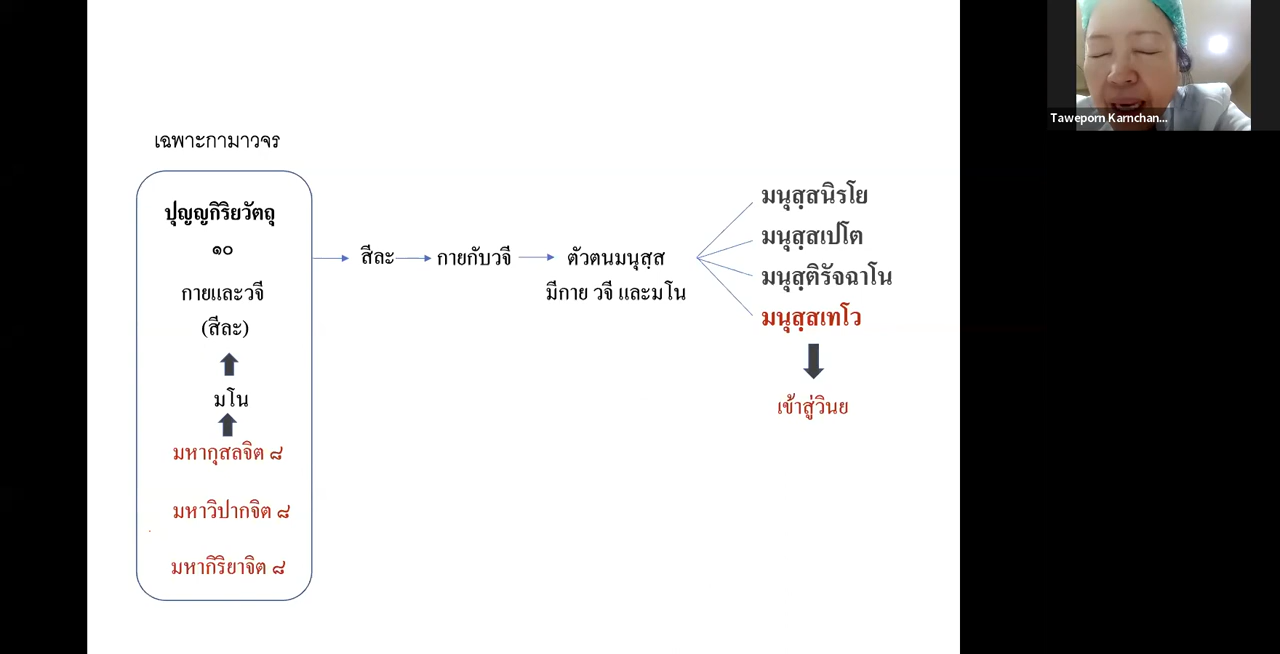 เฉพาะกามาวจร
ปุญญกิริยวัตถุ
๑๐
กายและวจี
(สีละ)
มโน
มหากุสลจิต ๘
มหาวิปากจิต ๘
มหากิริยาจิต ๘
สีละ
กายกับวจี
ตัวตนมนุสฺส
มีกาย วจี และมโน
มนุสฺสนิรโย
มนุสฺสเปโต
มนุสฺติรัจฉาโน
มนุสฺสเทโว
เข้าสู่วินย
Taweporn Karnchan...